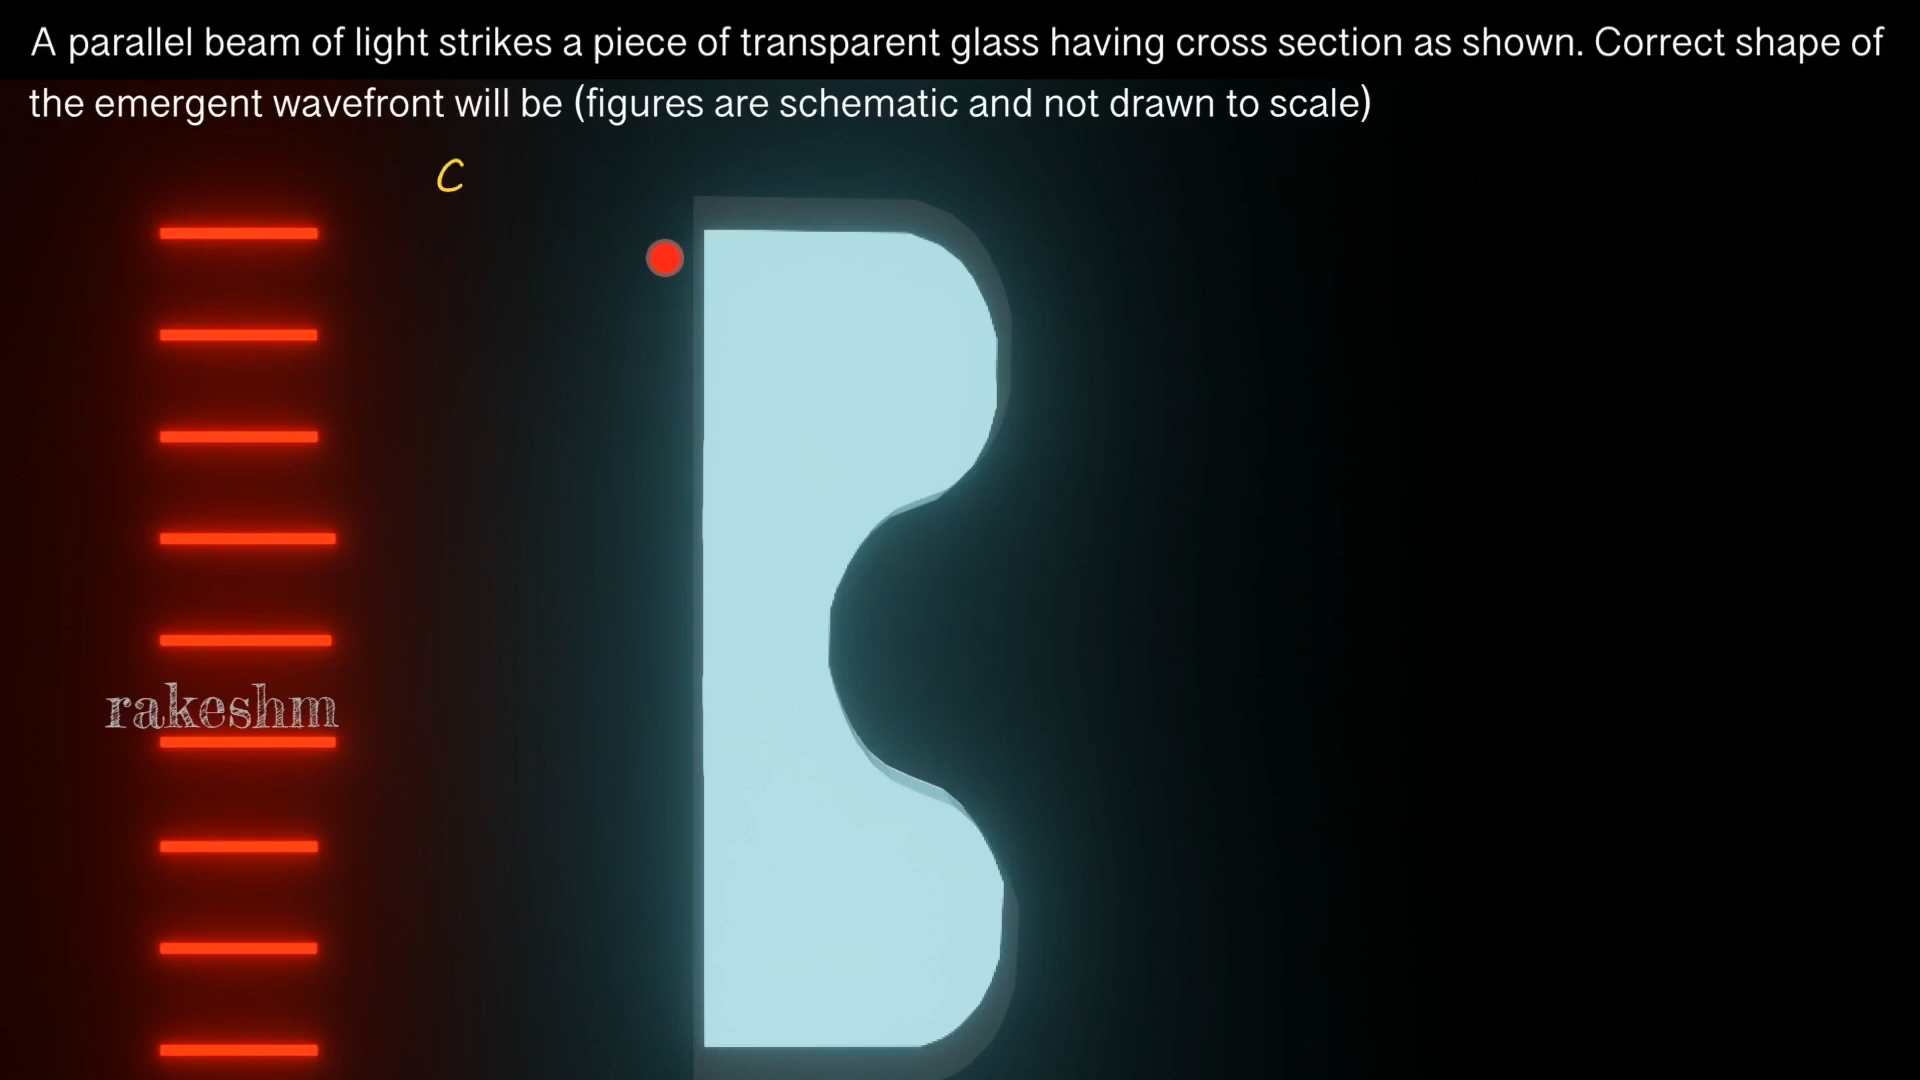 A parallel beam of light strikes a piece of transparent glass having cross section as shown. Correct shape of
the emergent wavefront will be (figures are schematic and not drawn to scale)
C
rakeshm